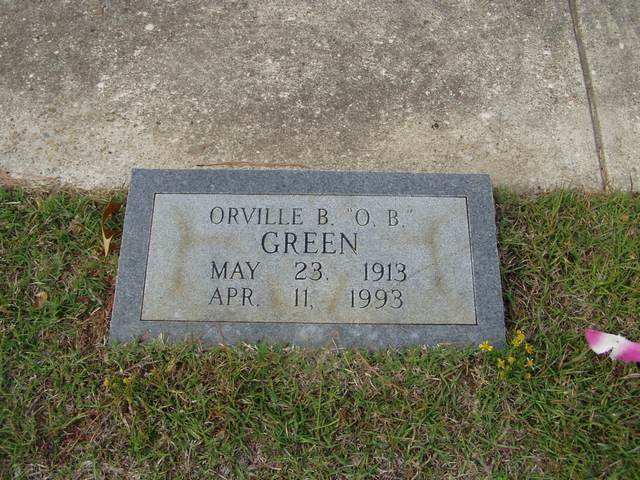 ORVILLE B. "O. B."
GREEN
MAY 23. 1913
APR. 11, 1993